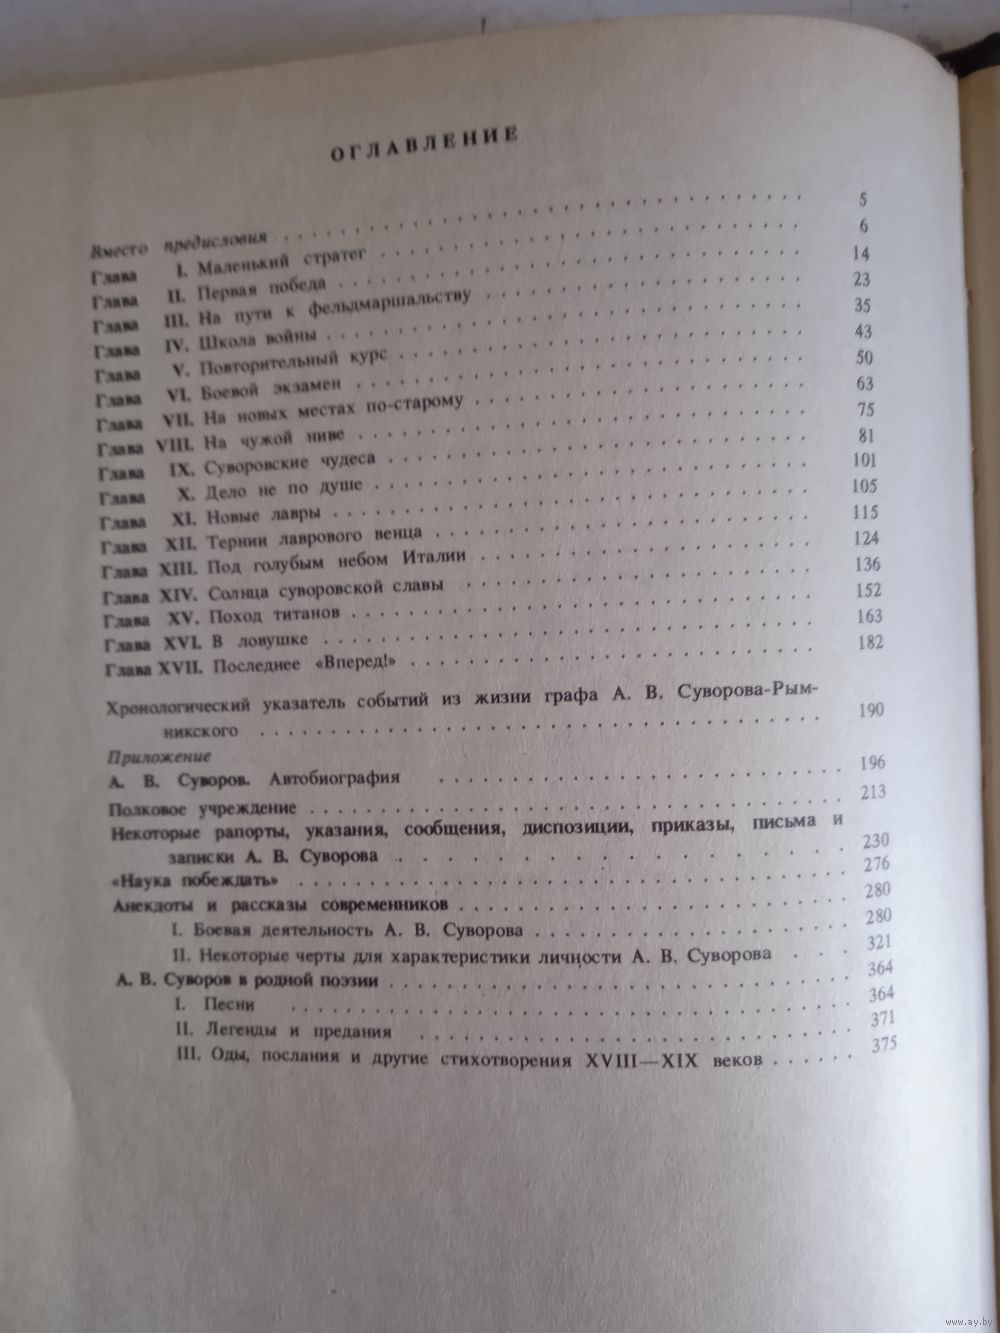 ОГЛАВЛЕНИЕ
Вместо предисловия . . . . . . . . . . 5
Глава I. Маленький стратег . . . . . . . . . . 6
Глава II. Первая победа . . . . . . . . . . 14
Глава III. На пути к фельдмаршальству . . . . . . . . . . 23
Глава IV. Школа войны . . . . . . . . . . 35
Глава V. Повторительный курс . . . . . . . . . . 43
Глава VI. Боевой экзамен . . . . . . . . . . 50
Глава VII. На новых местах по-старому . . . . . . . . . . 63
Глава VIII. На чужой ниве . . . . . . . . . . 75
Глава IX. Суворовские чудеса . . . . . . . . . . 81
Глава X. Дело не по душе . . . . . . . . . . 101
Глава XI. Новые лавры . . . . . . . . . . 105
Глава XII. Тернии лаврового венца . . . . . . . . . . 115
Глава XIII. Под голубым небом Италии . . . . . . . . . . 124
Глава XIV. Солнца суворовской славы . . . . . . . . . . 136
Глава XV. Поход титанов . . . . . . . . . . 152
Глава XVI. В ловушке . . . . . . . . . . 163
Глава XVII. Последнее «Вперед!» . . . . . . . . . . 182
Хронологический указатель событий из жизни графа А. В. Суворова-Рым-
никского . . . . . . . . . . 190
Приложение
А. В. Суворов. Автобиография . . . . . . . . . . 196
Полковое учреждение . . . . . . . . . . 213
Некоторые рапорты, указания, сообщения, диспозиции, приказы, письма и
записки А. В. Суворова . . . . . . . . . . 230
«Наука побеждать» . . . . . . . . . . 276
Анекдоты и рассказы современников . . . . . . . . . . 280
I. Боевая деятельность А. В. Суворова . . . . . . . . . . 280
II. Некоторые черты для характеристики личности А. В. Суворова . . . 321
А. В. Суворов в родной поэзии . . . . . . . . . . 364
I. Песни . . . . . . . . . . 364
II. Легенды и предания . . . . . . . . . . 371
III. Оды, послания и другие стихотворения XVIII—XIX веков . . . . . . 375
www.ay.by